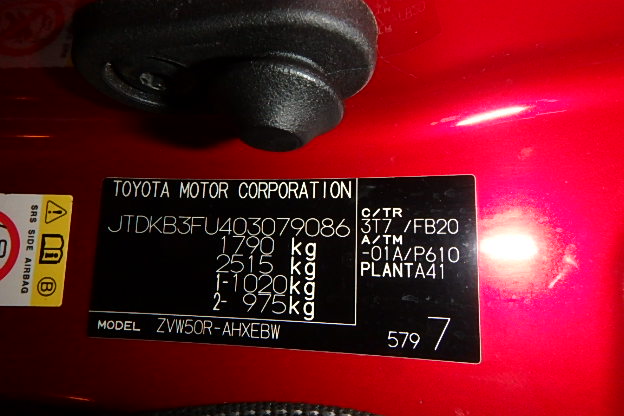 TOYOTA MOTOR CORPORATION
JTDKB3FU403079086
1790 kg
2515 kg
1-1020 kg
2- 975 kg
MODEL ZVW50R-AHXEBW
C/TR
3T7 /FB20
A/TM
-01A/P610
PLANTA41
579 7
SRS SIDE AIRBAG
B